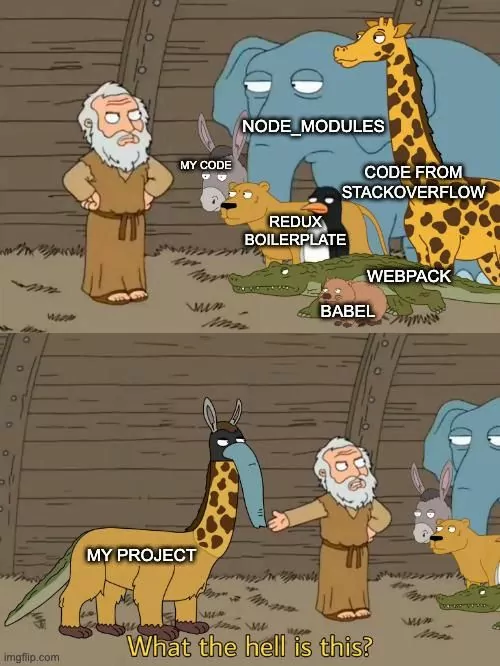 NODE_MODULES
MY CODE
CODE FROM
STACKOVERFLOW
REDUX
BOILERPLATE
WEBPACK
BABEL
MY PROJECT
What the hell is this?
imgflip.com